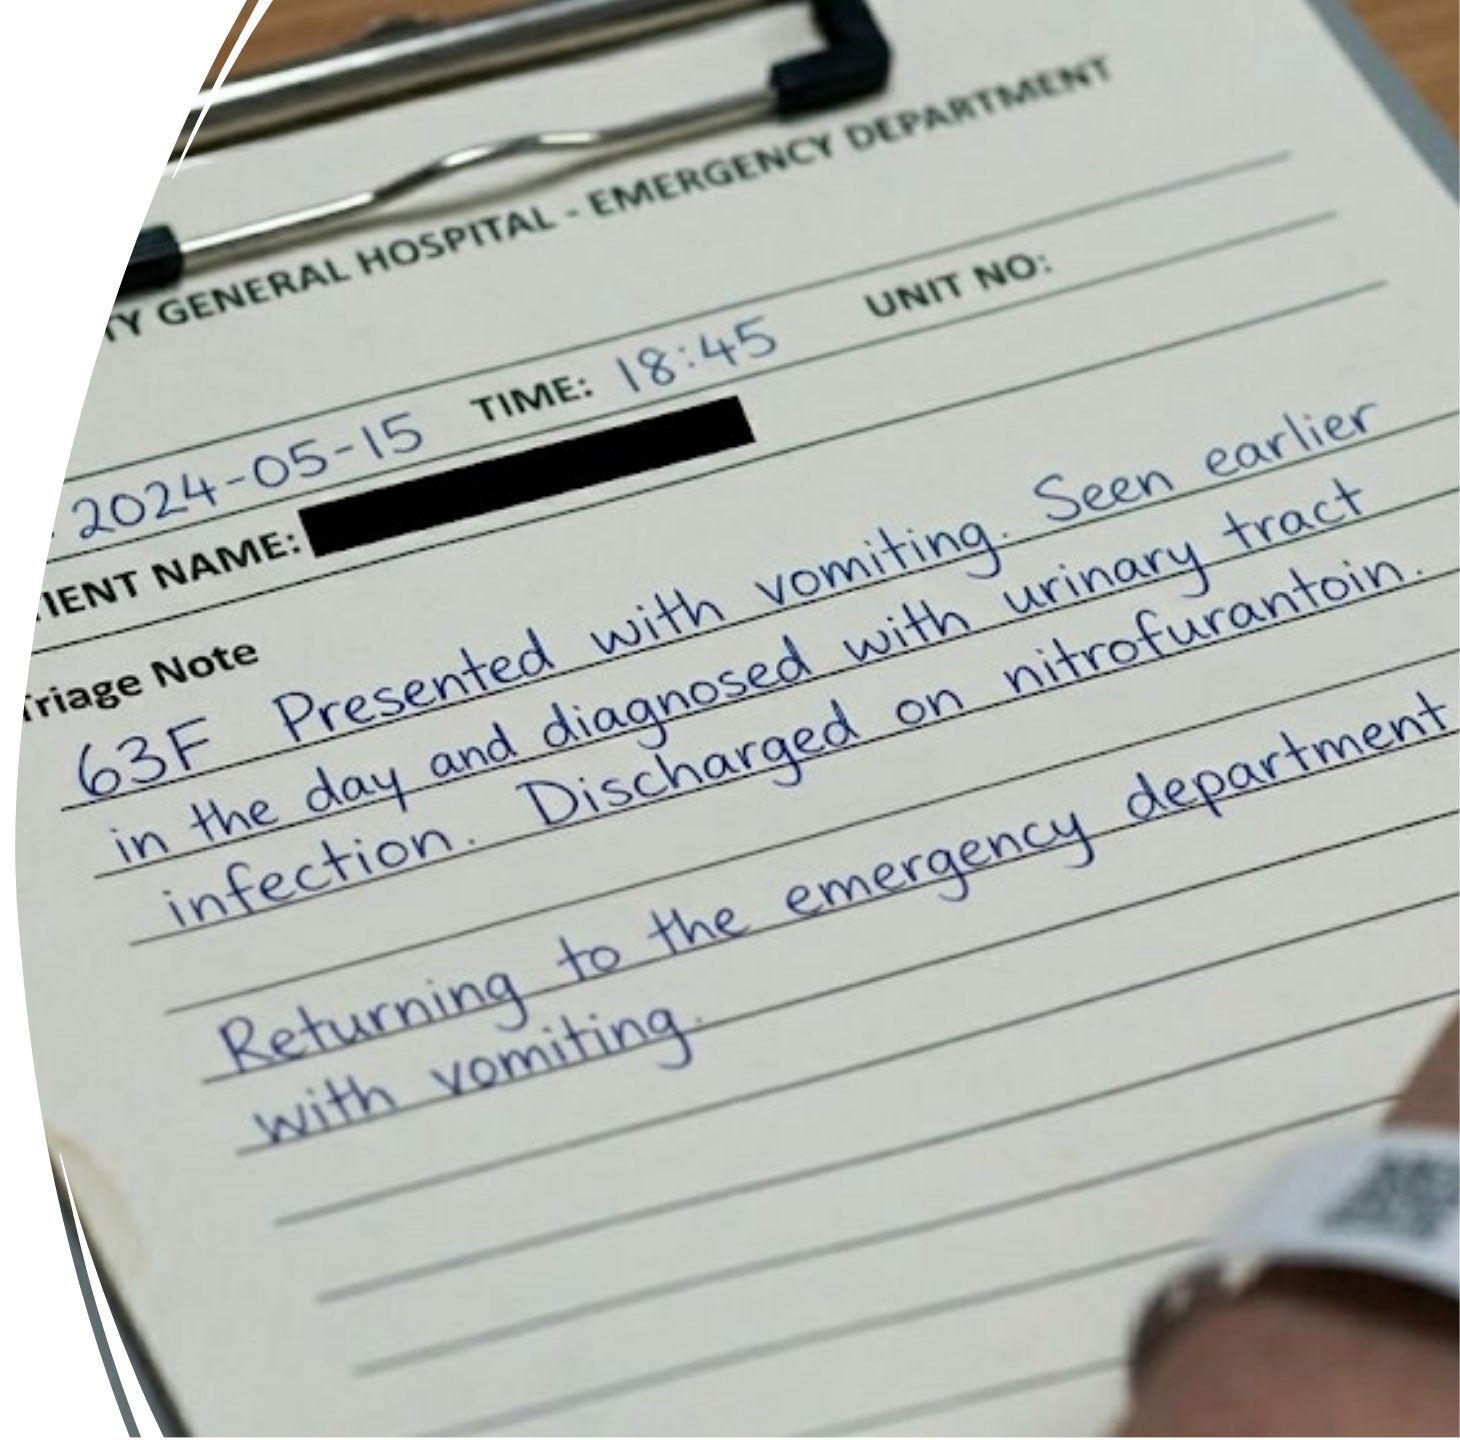 GENERAL HOSPITAL - EMERGENCY DEPARTMENT
2024-05-15 TIME: 18:45 UNIT NO:
NAME:
Triage Note
63F Presented with vomiting. Seen earlier
in the day and diagnosed with urinary tract
infection. Discharged on nitrofurantoin.
Returning to the emergency department
with vomiting.